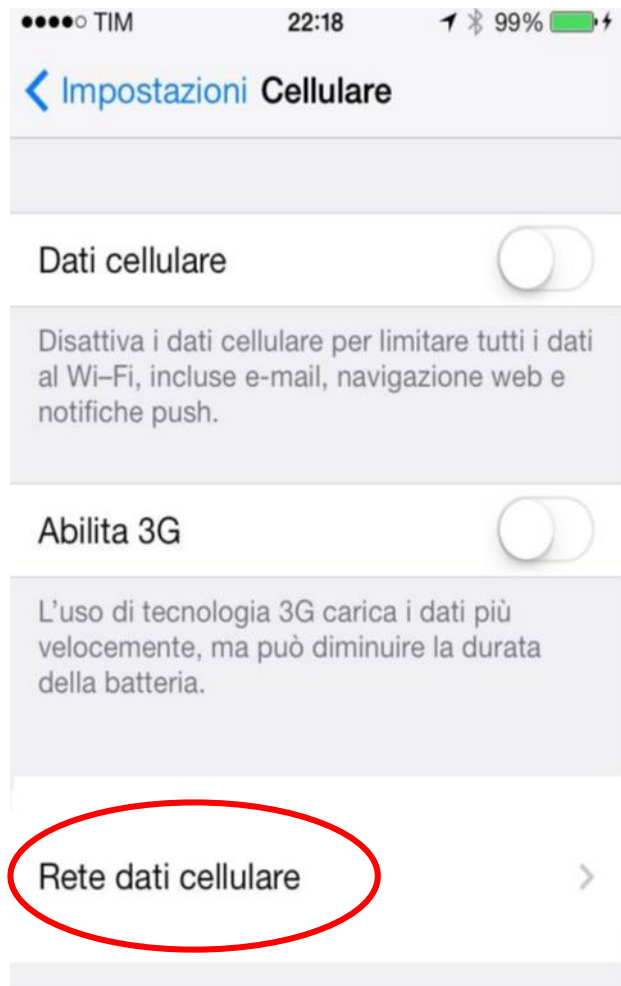 TIM 22:18 99%
Impostazioni Cellulare
Dati cellulare
Disattiva i dati cellulare per limitare tutti i dati
al Wi–Fi, incluse e-mail, navigazione web e
notifiche push.
Abilita 3G
L'uso di tecnologia 3G carica i dati più
velocemente, ma può diminuire la durata
della batteria.
Rete dati cellulare